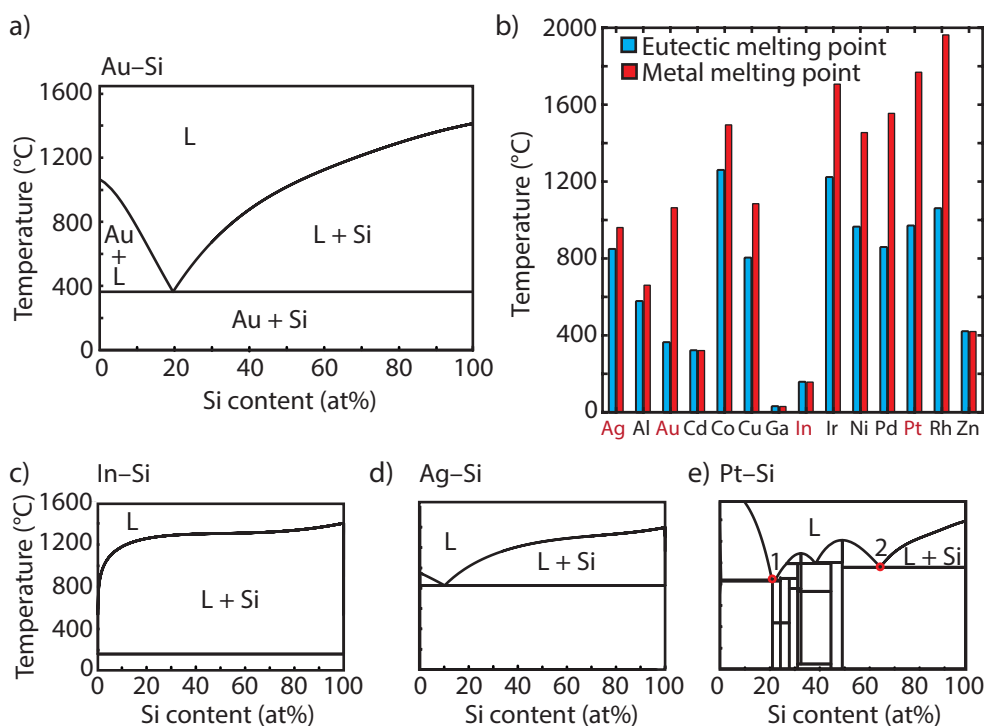 a)
Au–Si
Temperature (°C)
1600
1200
800
400
0
L
Au
+
L
L + Si
Au + Si
0 20 40 60 80 100
Si content (at%)
b)
Temperature (°C)
2000
1600
1200
800
400
0
Eutectic melting point
Metal melting point
Ag Al Au Cd Co Cu Ga In Ir Ni Pd Pt Rh Zn
c) In–Si
Temperature (°C)
1600
1200
800
400
0
L
L + Si
0 20 40 60 80 100
Si content (at%)
d) Ag–Si
L
L + Si
0 20 40 60 80 100
Si content (at%)
e) Pt–Si
L
1
2
L + Si
0 20 40 60 80 100
Si content (at%)